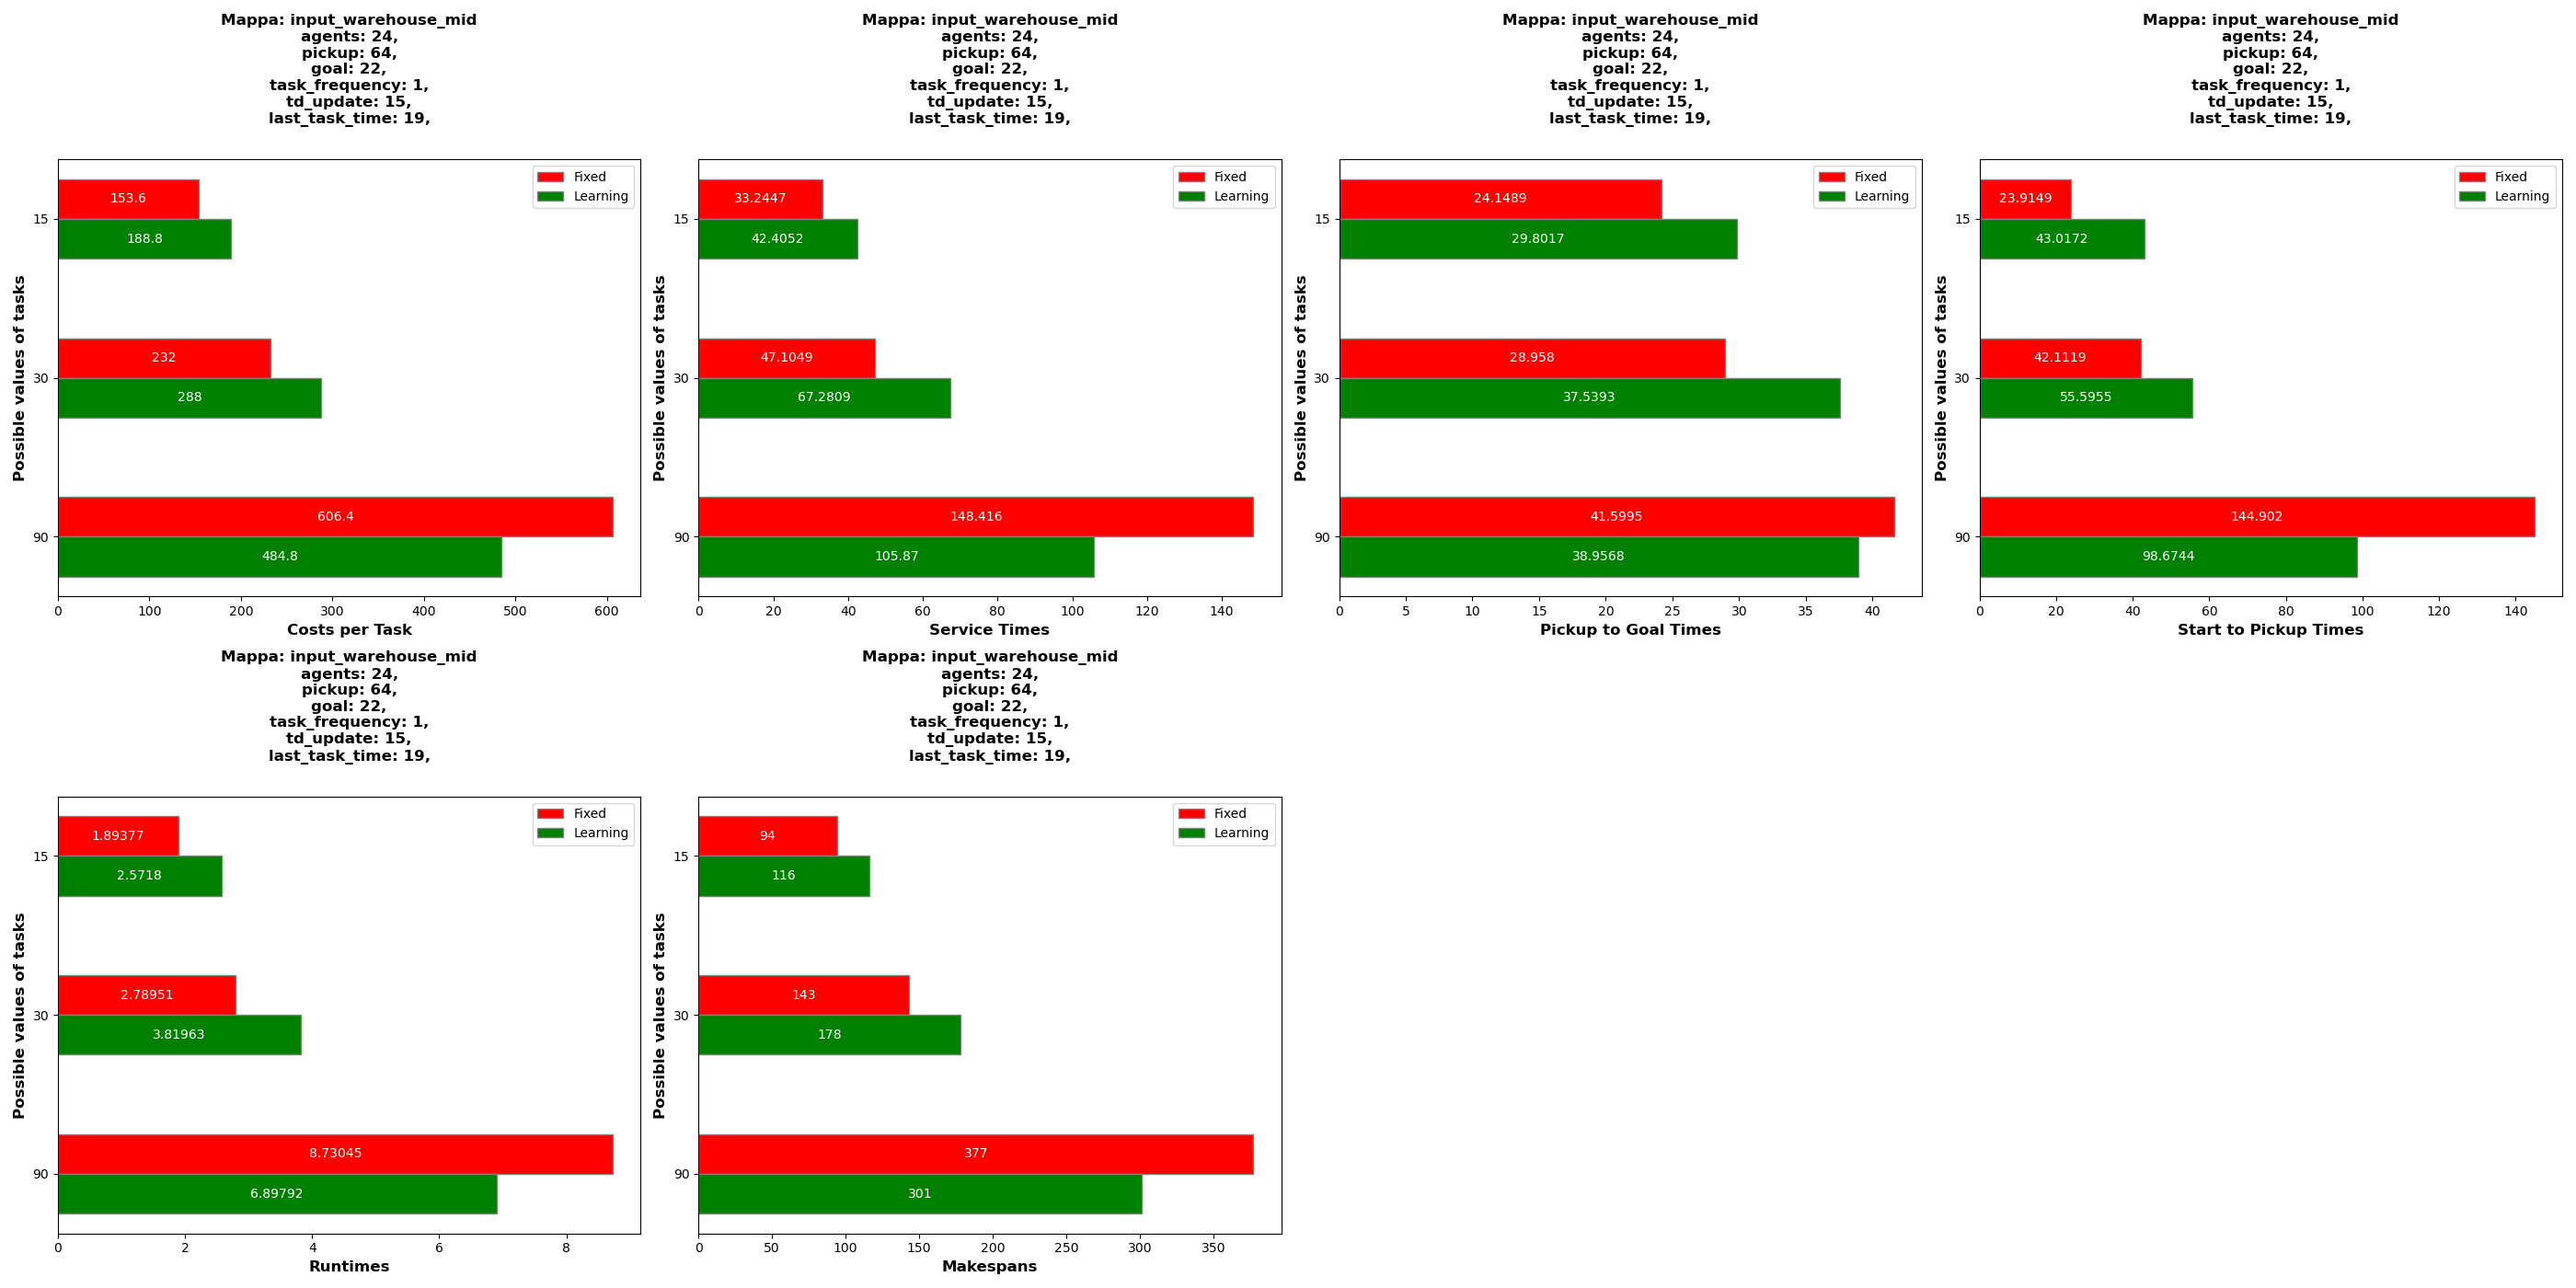 Mappa: input_warehouse_mid
agents: 24,
pickup: 64,
goal: 22,
task_frequency: 1,
td_update: 15,
last_task_time: 19,
Fixed
Learning
Possible values of tasks
15
30
90
153.6
188.8
232
288
606.4
484.8
0 100 200 300 400 500 600
Costs per Task
Mappa: input_warehouse_mid
agents: 24,
pickup: 64,
goal: 22,
task_frequency: 1,
td_update: 15,
last_task_time: 19,
Fixed
Learning
Possible values of tasks
15
30
90
33.2447
42.4052
47.1049
67.2809
148.416
105.87
0 20 40 60 80 100 120 140
Service Times
Mappa: input_warehouse_mid
agents: 24,
pickup: 64,
goal: 22,
task_frequency: 1,
td_update: 15,
last_task_time: 19,
Fixed
Learning
Possible values of tasks
15
30
90
24.1489
29.8017
28.958
37.5393
41.5995
38.9568
0 5 10 15 20 25 30 35 40
Pickup to Goal Times
Mappa: input_warehouse_mid
agents: 24,
pickup: 64,
goal: 22,
task_frequency: 1,
td_update: 15,
last_task_time: 19,
Fixed
Learning
Possible values of tasks
15
30
90
23.9149
43.0172
42.1119
55.5955
144.902
98.6744
0 20 40 60 80 100 120 140
Start to Pickup Times
Mappa: input_warehouse_mid
agents: 24,
pickup: 64,
goal: 22,
task_frequency: 1,
td_update: 15,
last_task_time: 19,
Fixed
Learning
Possible values of tasks
15
30
90
1.89377
2.5718
2.78951
3.81963
8.73045
6.89792
0 2 4 6 8
Runtimes
Mappa: input_warehouse_mid
agents: 24,
pickup: 64,
goal: 22,
task_frequency: 1,
td_update: 15,
last_task_time: 19,
Fixed
Learning
Possible values of tasks
15
30
90
94
116
143
178
377
301
0 50 100 150 200 250 300 350
Makespans